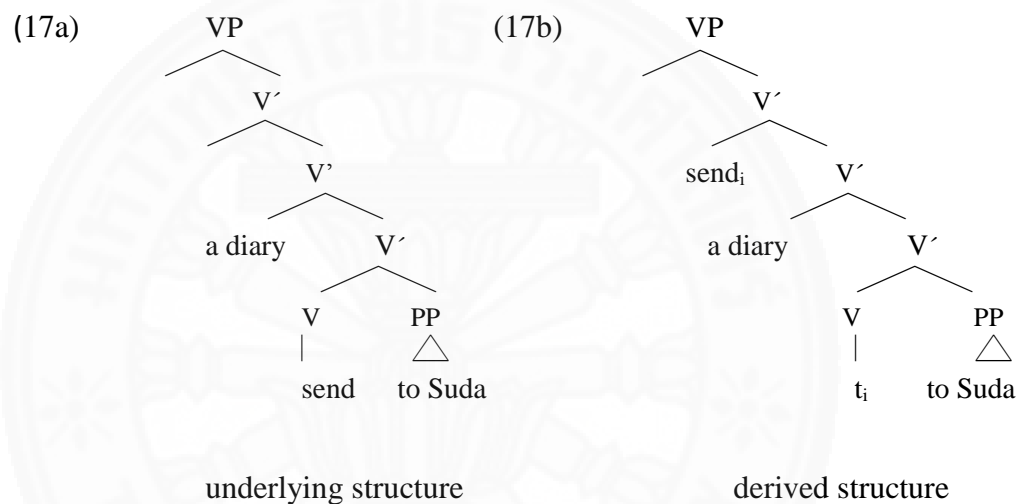 (17a) VP (17b) VP
V´ V´
V’ sendᵢ V´
a diary V´ a diary V´
V PP V PP
send to Suda tᵢ to Suda
underlying structure derived structure